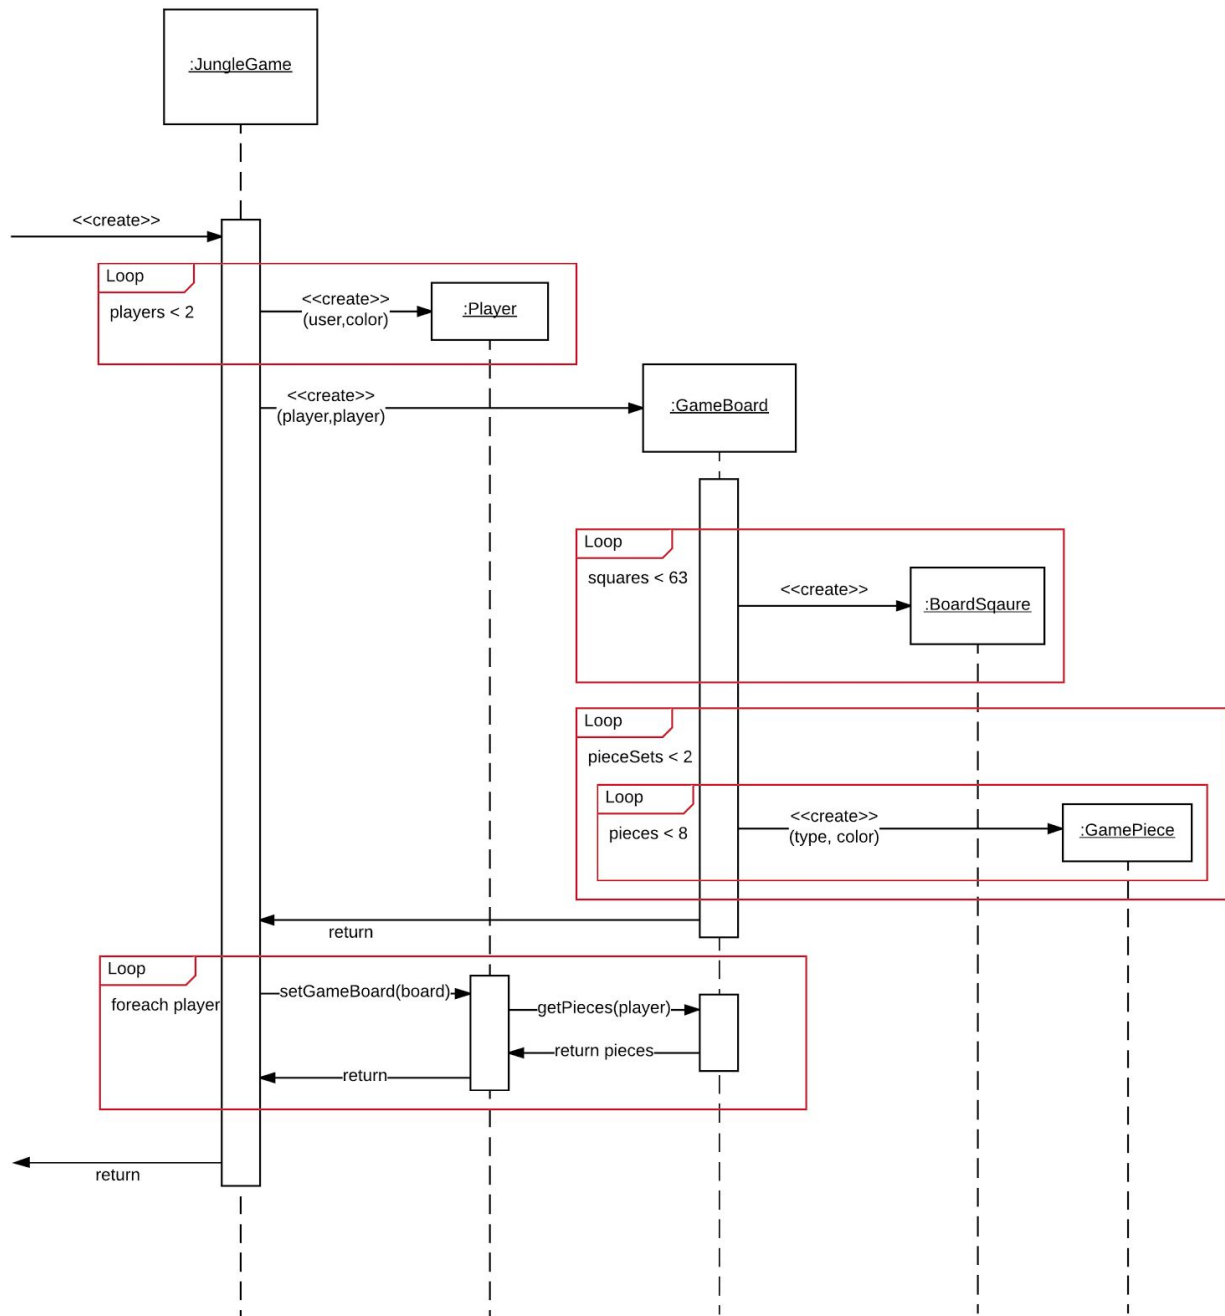 :JungleGame
<<create>>
Loop
players < 2
<<create>>
(user,color)
:Player
<<create>>
(player,player)
:GameBoard
Loop
squares < 63
<<create>>
:BoardSqaure
Loop
pieceSets < 2
Loop
pieces < 8
<<create>>
(type, color)
:GamePiece
return
Loop
foreach player
setGameBoard(board)
getPieces(player)
return pieces
return
return